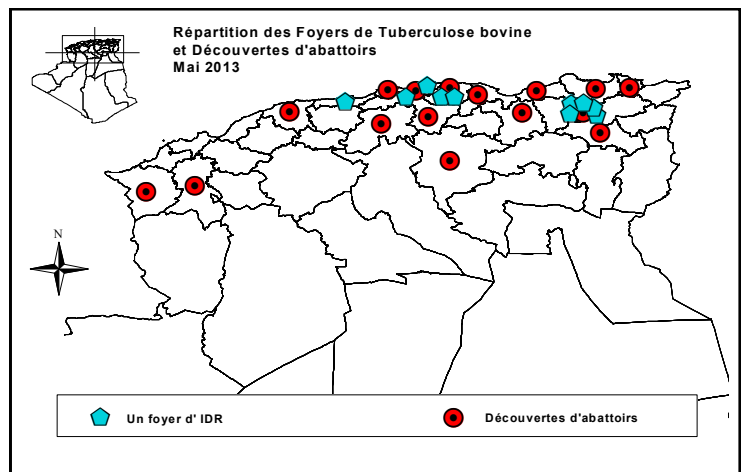 Répartition des Foyers de Tuberculose bovine
et Découvertes d'abattoirs
Mai 2013
N
Un foyer d' IDR
Découvertes d'abattoirs